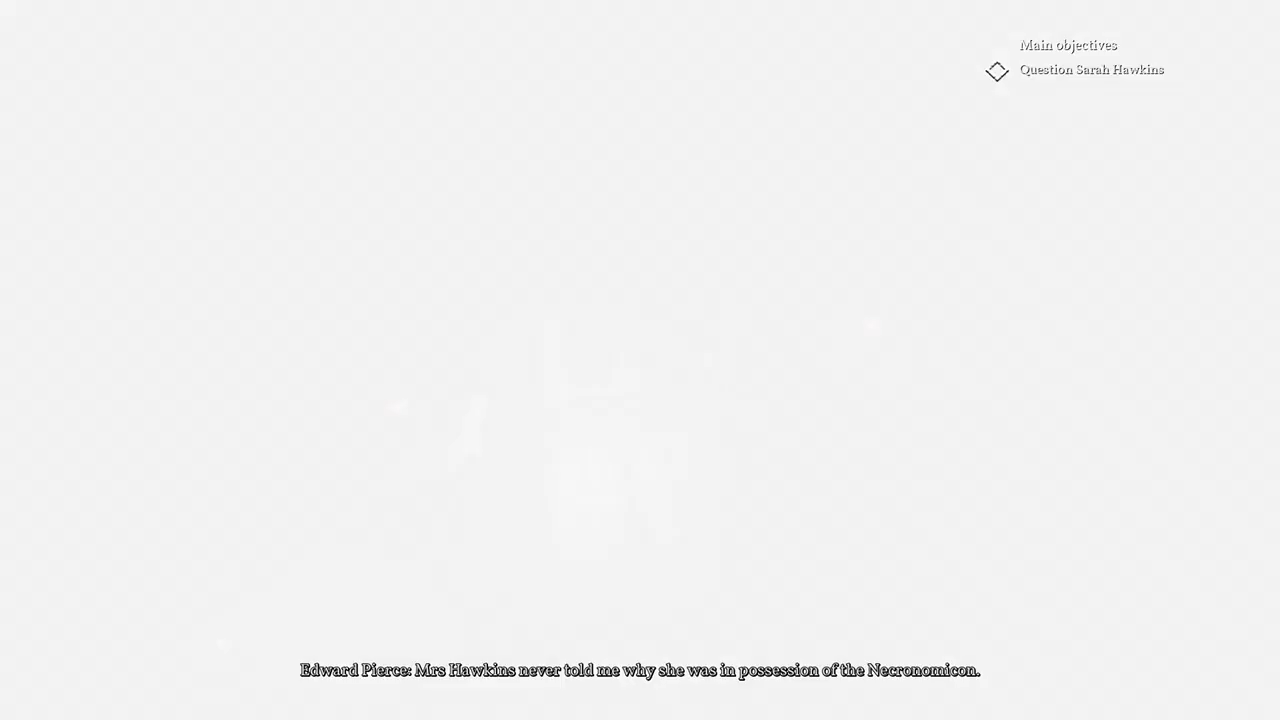 Main objectives
Question Sarah Hawkins
Edward Pierce: Mrs Hawkins never told me why she was in possession of the Necronomicon.